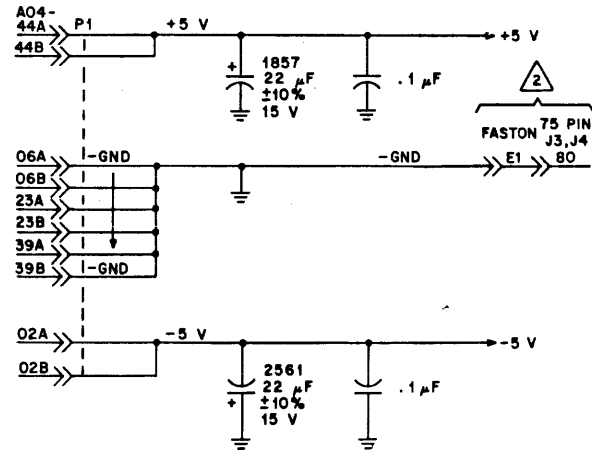 A04-
44A P1 +5 V +5 V
44B
+ 1857
22 µF
±10%
15 V
.1 µF
2
FASTON 75 PIN
J3, J4
06A -GND -GND E1 80
06B
23A
23B
39A
39B -GND
02A -5 V -5 V
02B
2561
22 µF
+ ±10%
15 V
.1 µF